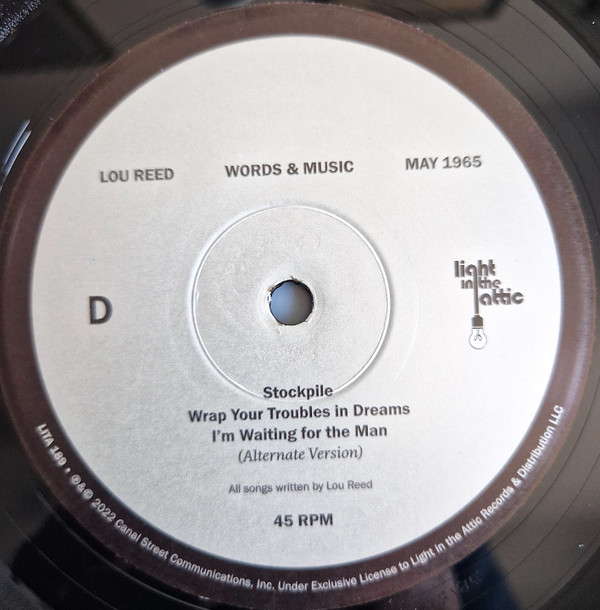 LOU REED WORDS & MUSIC MAY 1965
D
light
in the
attic
Stockpile
Wrap Your Troubles in Dreams
I'm Waiting for the Man
(Alternate Version)
All songs written by Lou Reed
45 RPM
LITA 189 • ℗&© 2022 Canal Street Communications, Inc. Under Exclusive License to Light in the Attic Records & Distribution LLC